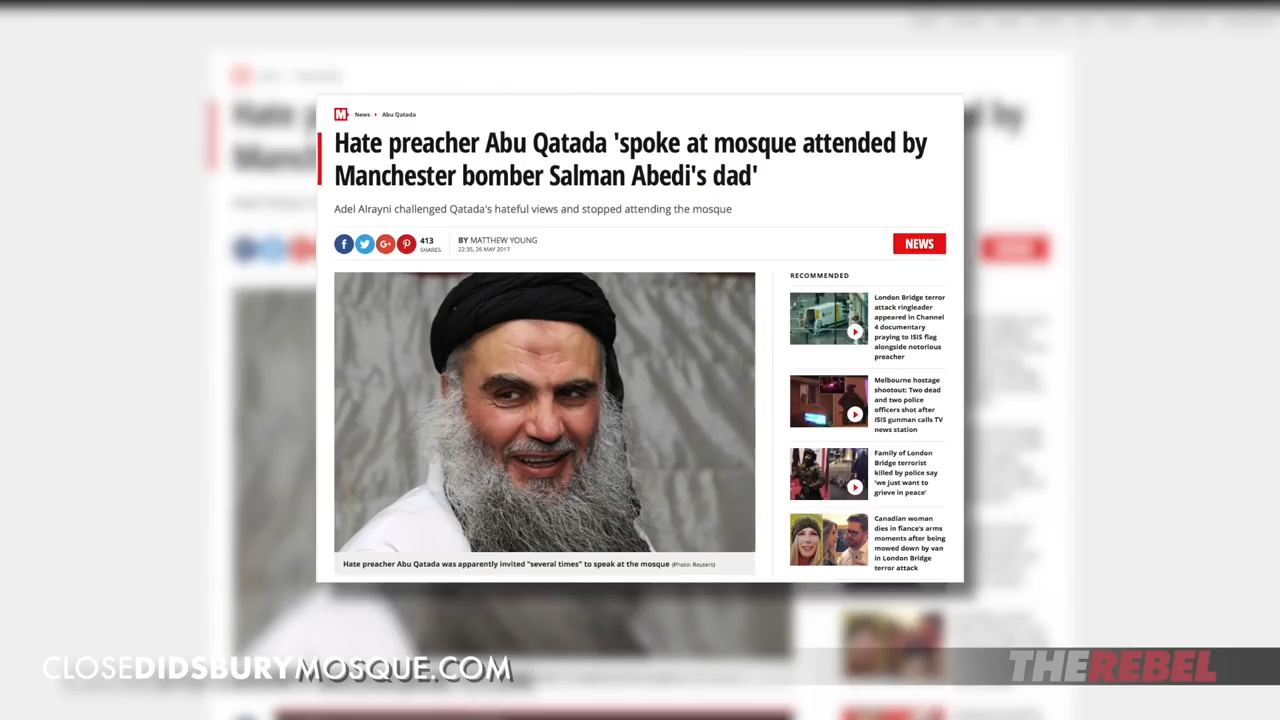 M News Abu Qatada
Hate preacher Abu Qatada 'spoke at mosque attended by
Manchester bomber Salman Abedi's dad'
Adel Alrayni challenged Qatada's hateful views and stopped attending the mosque
413
SHARES
BY MATTHEW YOUNG
22:35, 26 MAY 2017
NEWS
Hate preacher Abu Qatada was apparently invited "several times" to speak at the mosque (Photo: Reuters)
RECOMMENDED
London Bridge terror
attack ringleader
appeared in Channel
4 documentary
praying to ISIS flag
alongside notorious
preacher
Melbourne hostage
shootout: Two dead
and two police
officers shot after
ISIS gunman calls TV
news station
Family of London
Bridge terrorist
killed by police say
'we just want to
grieve in peace'
Canadian woman
dies in fiance's arms
moments after being
mowed down by van
in London Bridge
terror attack
CLOSEDIDSBURYMOSQUE.COM
THEREBEL